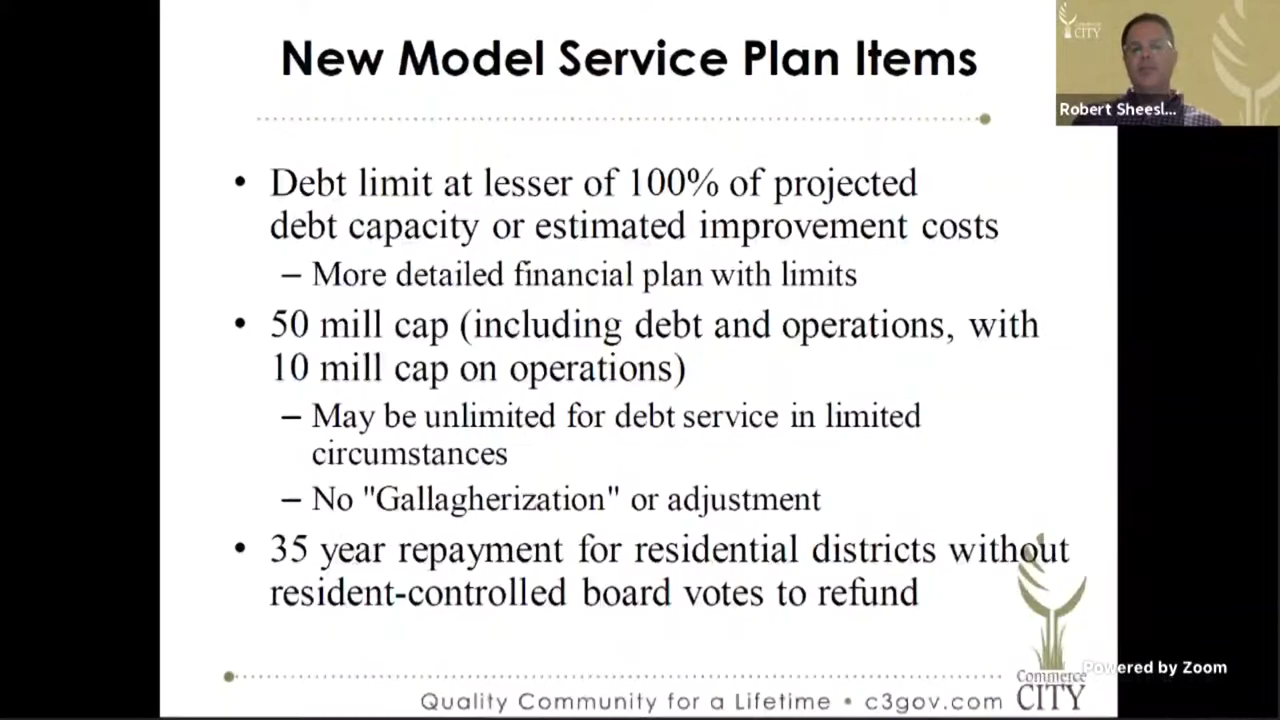 New Model Service Plan Items
CITY
Robert Sheesl...
• Debt limit at lesser of 100% of projected
debt capacity or estimated improvement costs
– More detailed financial plan with limits
• 50 mill cap (including debt and operations, with
10 mill cap on operations)
– May be unlimited for debt service in limited
circumstances
– No "Gallagherization" or adjustment
• 35 year repayment for residential districts without
resident-controlled board votes to refund
Powered by Zoom
Commerce
CITY
Quality Community for a Lifetime • c3gov.com